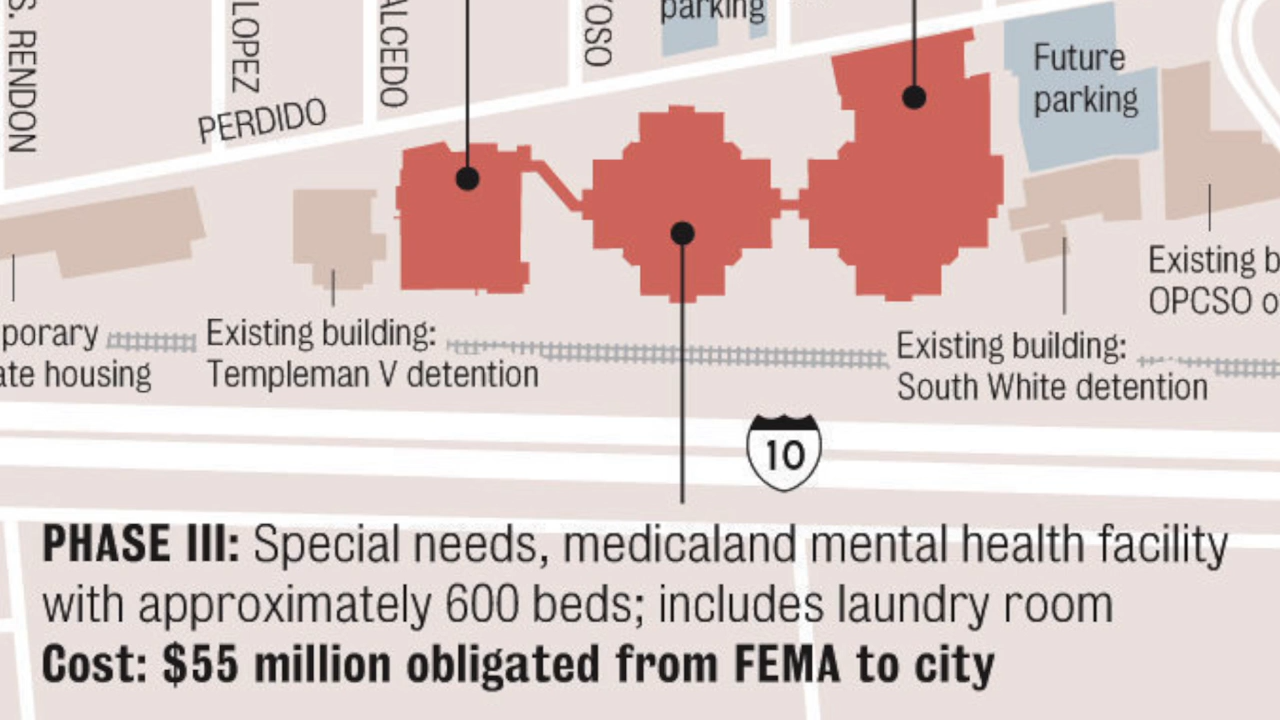 S. RENDON
LOPEZ
ALCEDO
YOSO
parking
PERDIDO
Future
parking
Existing b
OPCSO o
porary
ate housing
Existing building:
Templeman V detention
Existing building:
South White detention
10
PHASE III: Special needs, medicaland mental health facility
with approximately 600 beds; includes laundry room
Cost: $55 million obligated from FEMA to city